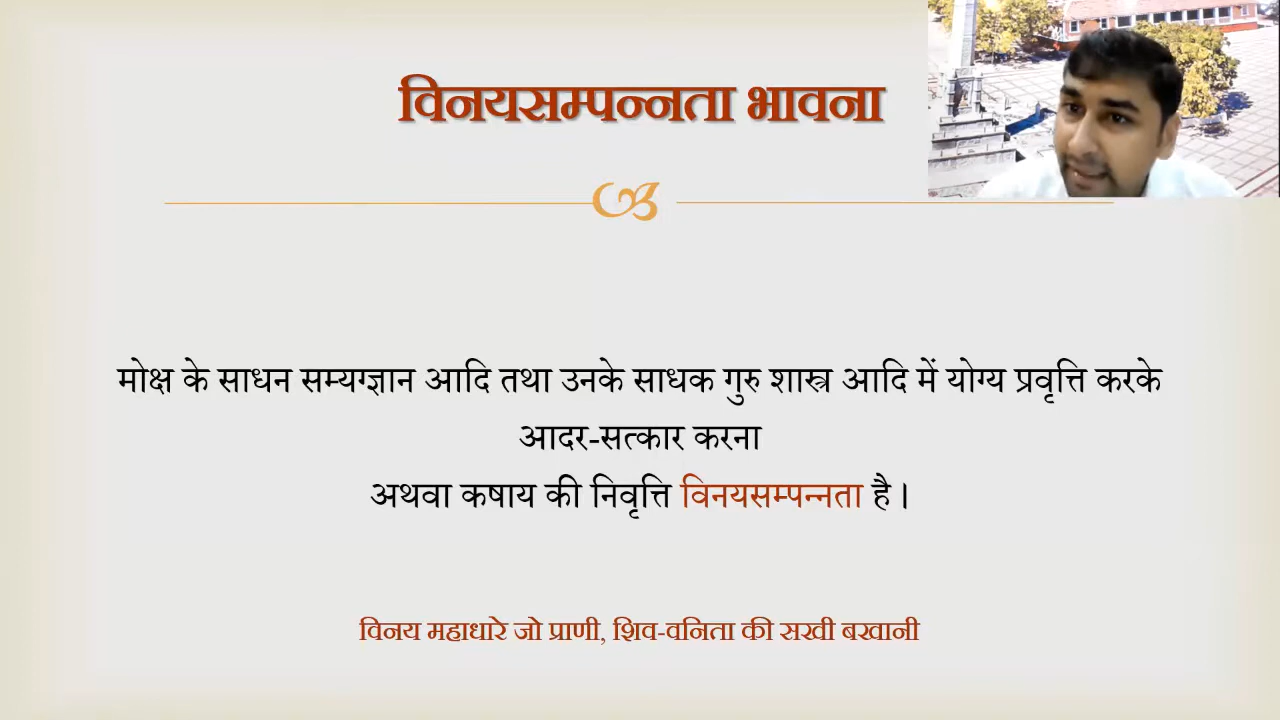 विनयसम्पन्नता भावना
मोक्ष के साधन सम्यग्ज्ञान आदि तथा उनके साधक गुरु शास्त्र आदि में योग्य प्रवृत्ति करके
आदर-सत्कार करना
अथवा कषाय की निवृत्ति विनयसम्पन्नता है।
विनय महाधारे जो प्राणी, शिव-वनिता की सखी बखानी